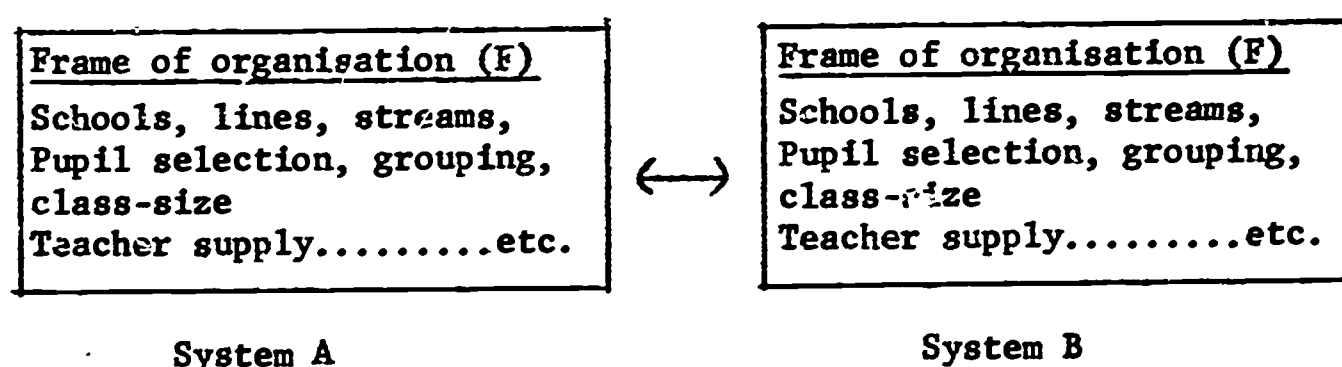 Frame of organisation (F)
Schools, lines, streams,
Pupil selection, grouping,
class-size
Teacher supply.........etc.
System A
Frame of organisation (F)
Schools, lines, streams,
Pupil selection, grouping,
class-size
Teacher supply.........etc.
System B